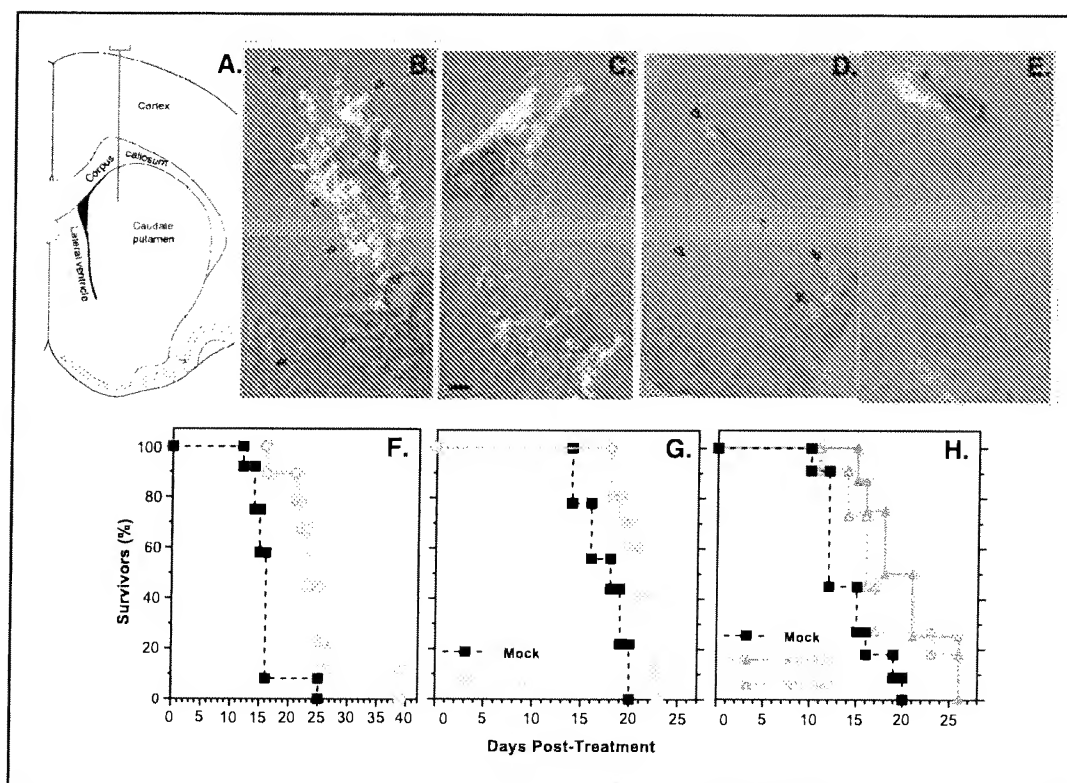 A. B. C. D. E.
Cortex
Corpus callosum
Caudate
putamen
Lateral ventricle
F. G. H.
100
80
60
40
20
0
Survivors (%)
Mock
Mock
0 5 10 15 20 25 30 35 40
0 5 10 15 20 25
0 5 10 15 20 25
Days Post-Treatment